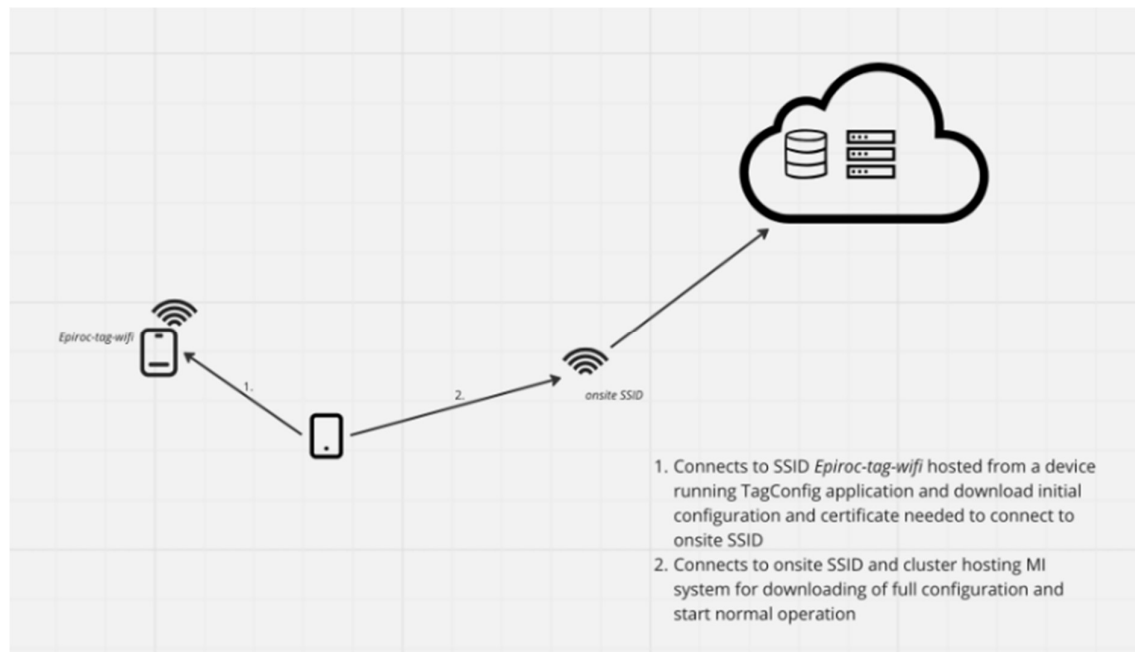 Epiroc-tag-wifi
1.
2.
onsite SSID
1. Connects to SSID Epiroc-tag-wifi hosted from a device
running TagConfig application and download initial
configuration and certificate needed to connect to
onsite SSID
2. Connects to onsite SSID and cluster hosting MI
system for downloading of full configuration and
start normal operation